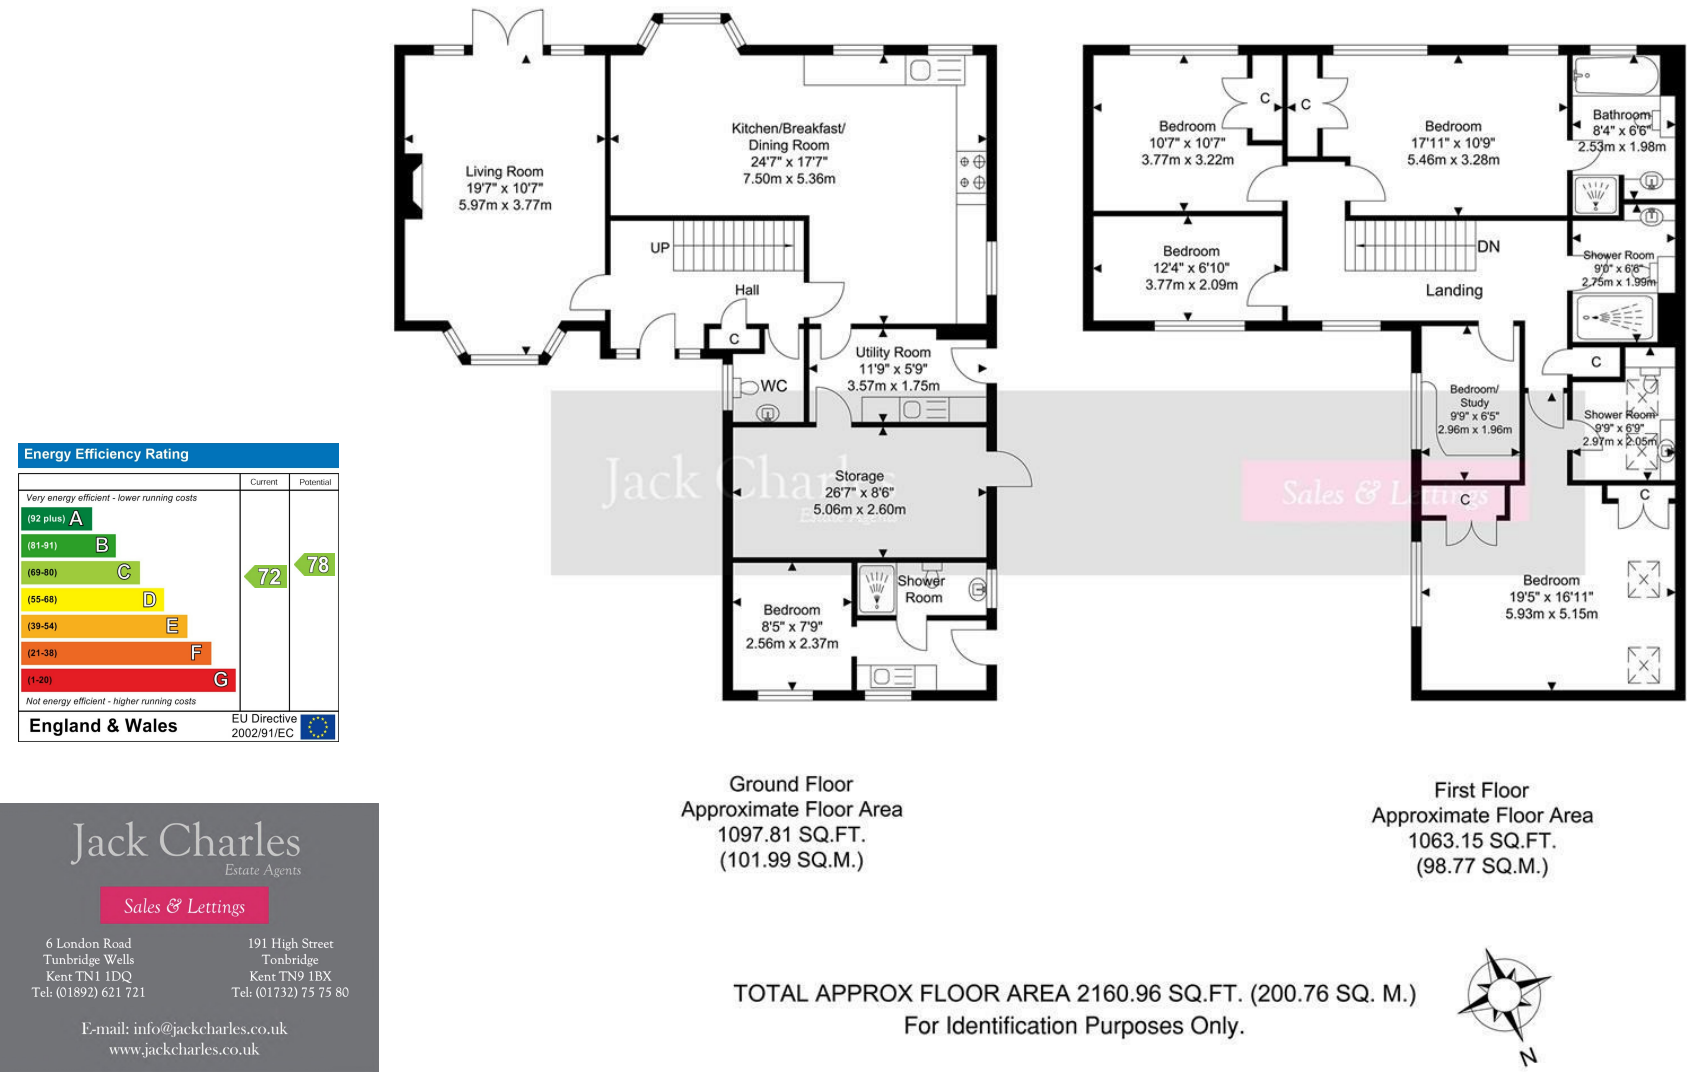 Living Room
19'7" x 10'7"
5.97m x 3.77m
Kitchen/Breakfast/
Dining Room
24'7" x 17'7"
7.50m x 5.36m
UP
Hall
C
WC
Utility Room
11'9" x 5'9"
3.57m x 1.75m
Storage
26'7" x 8'6"
5.06m x 2.60m
Bedroom
8'5" x 7'9"
2.56m x 2.37m
Shower
Room
Bedroom
10'7" x 10'7"
3.77m x 3.22m
C
C
Bedroom
17'11" x 10'9"
5.46m x 3.28m
Bathroom
8'4" x 6'6"
2.53m x 1.98m
Bedroom
12'4" x 6'10"
3.77m x 2.09m
DN
Landing
Shower Room
9'0" x 6'6"
2.75m x 1.99m
C
Bedroom/
Study
9'9" x 6'5"
2.96m x 1.96m
Shower Room
9'9" x 6'9"
2.97m x 2.05m
C
C
Bedroom
19'5" x 16'11"
5.93m x 5.15m
Jack Charles
Estate Agents
Sales & Lettings
Energy Efficiency Rating
Current Potential
Very energy efficient - lower running costs
(92 plus) A
(81-91) B
(69-80) C
(55-68) D
(39-54) E
(21-38) F
(1-20) G
72
78
Not energy efficient - higher running costs
England & Wales
EU Directive
2002/91/EC
Ground Floor
Approximate Floor Area
1097.81 SQ.FT.
(101.99 SQ.M.)
First Floor
Approximate Floor Area
1063.15 SQ.FT.
(98.77 SQ.M.)
Jack Charles
Estate Agents
Sales & Lettings
6 London Road
Tunbridge Wells
Kent TN1 1DQ
Tel: (01892) 621 721
191 High Street
Tonbridge
Kent TN9 1BX
Tel: (01732) 75 75 80
E-mail: info@jackcharles.co.uk
www.jackcharles.co.uk
TOTAL APPROX FLOOR AREA 2160.96 SQ.FT. (200.76 SQ. M.)
For Identification Purposes Only.
N